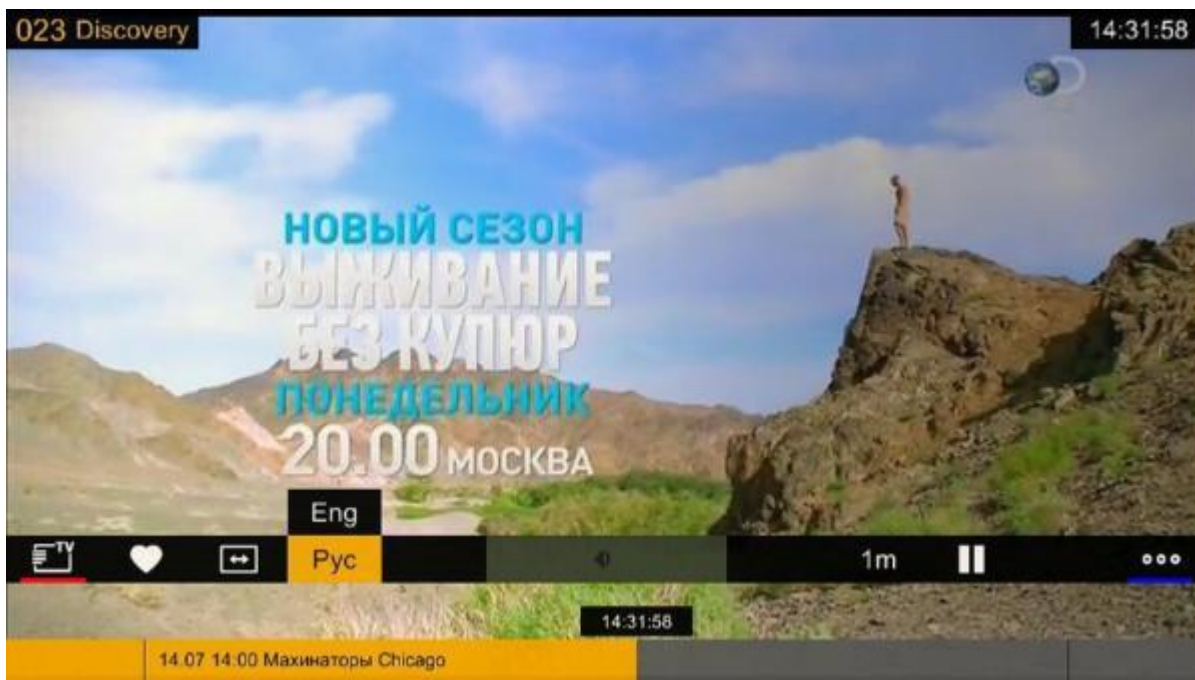 023 Discovery
14:31:58
НОВЫЙ СЕЗОН
ВЫЖИВАНИЕ
БЕЗ КУПЮР
ПОНЕДЕЛЬНИК
20.00 МОСКВА
Eng
TV
Рус
1m
14:31:58
14.07 14:00 Махинаторы Chicago